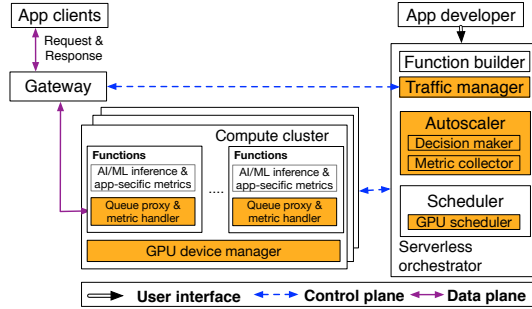 App clients
Request &
Response
Gateway
App developer
Function builder
Traffic manager
Autoscaler
Decision maker
Metric collector
Scheduler
GPU scheduler
Serverless
orchestrator
Compute cluster
Functions
AI/ML inference &
app-secific metrics
Queue proxy &
metric handler
....
Functions
AI/ML inference &
app-secific metrics
Queue proxy &
metric handler
GPU device manager
User interface
Control plane
Data plane